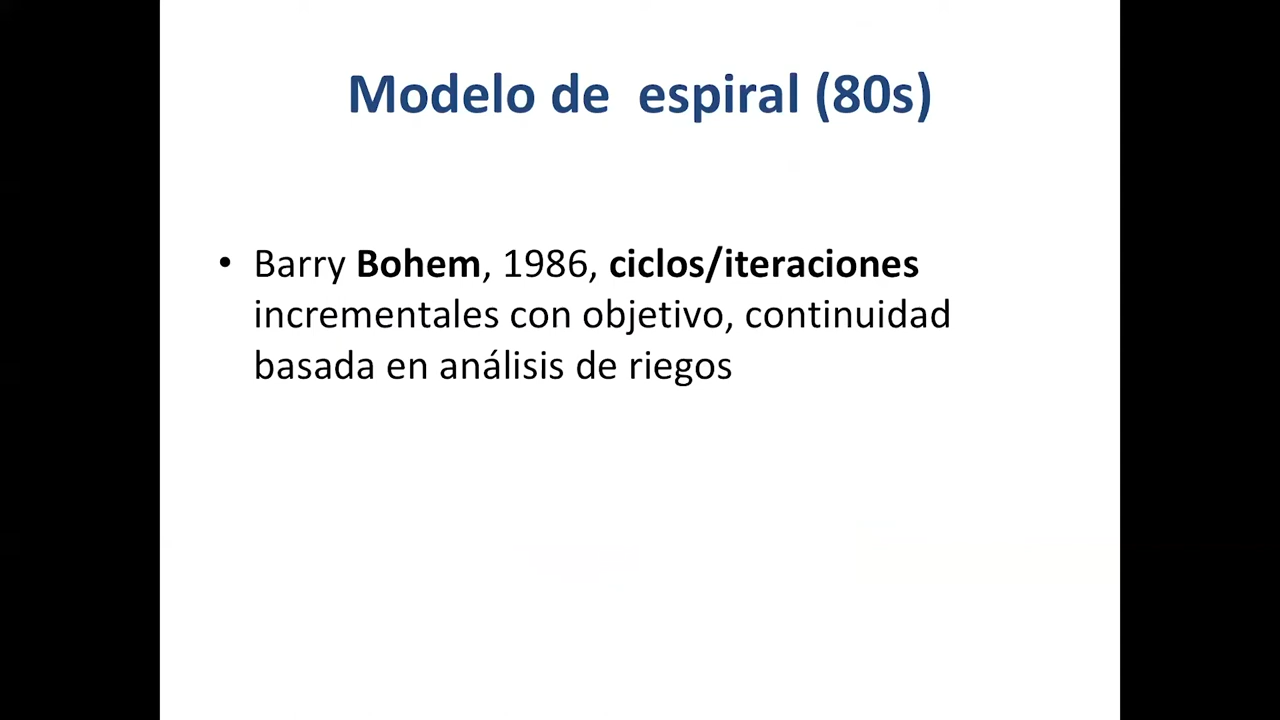 Modelo de  espiral (80s)
• Barry Bohem, 1986, ciclos/iteraciones
incrementales con objetivo, continuidad
basada en análisis de riegos